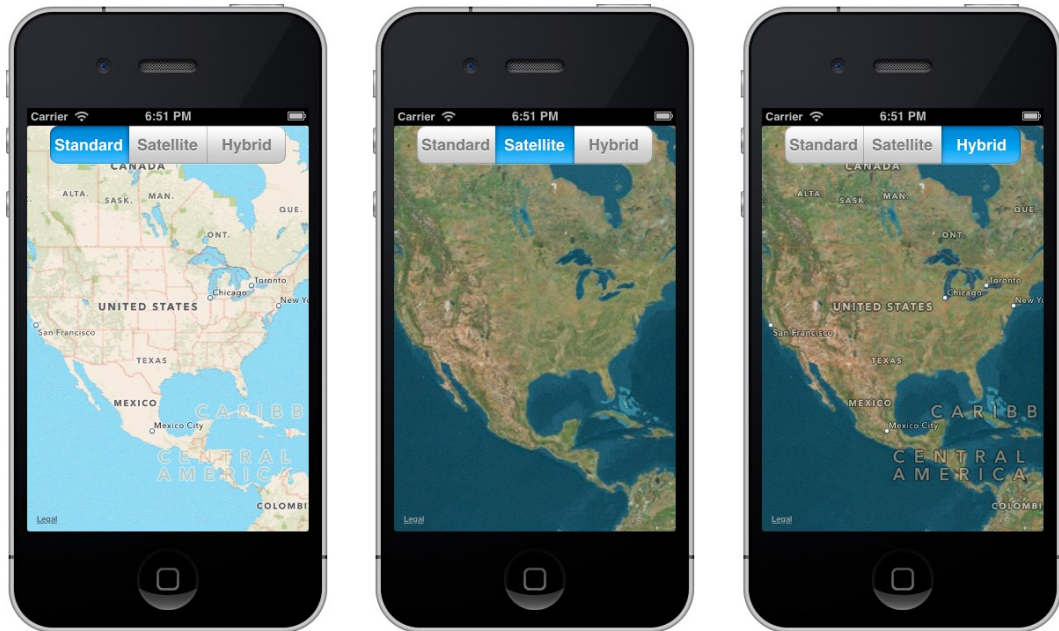 Carrier 6:51 PM
Standard Satellite Hybrid
CANADA
ALTA.
SASK.
MAN.
QUE.
ONT.
Toronto
Chicago
New Yo
UNITED STATES
San Francisco
TEXAS
MEXICO
CARIBB
Mexico City
CENTRAL
AMERICA
COLOMBI
Legal
Carrier 6:51 PM
Standard Satellite Hybrid
Legal
Carrier 6:51 PM
Standard Satellite Hybrid
CANADA
ALTA.
SASK.
MAN.
QUE
ONT.
Toronto
Chicago
New Yo
UNITED STATES
San Francisco
TEXAS
MEXICO
CARIBB
Mexico City
CENTRAL
AMERICA
COLOMBI
Legal